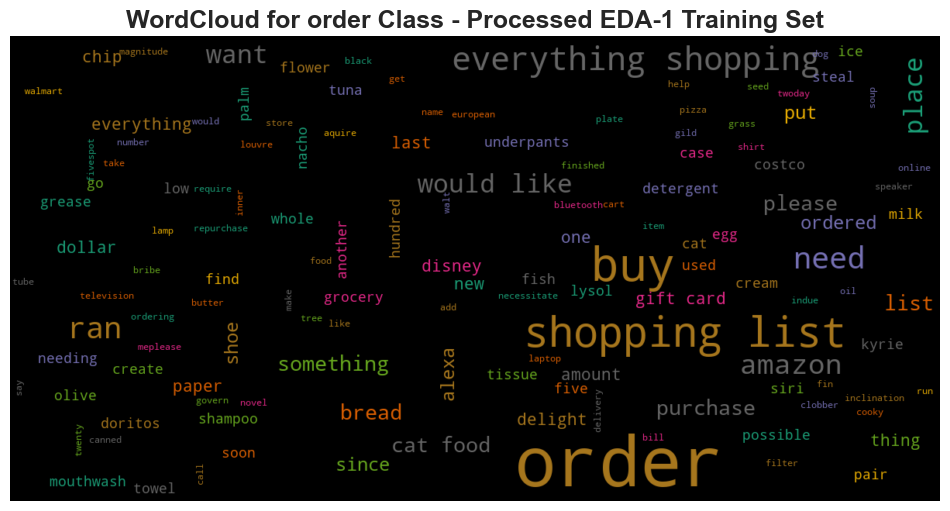 WordCloud for order Class - Processed EDA-1 Training Set
chip magnitude want black everything shopping dog ice
walmart flower get help steal place
palm tuna seed twoday soup
everything would store aquire name european plate pizza put
number nacho last underpants gild grass
fivespot louvre case shirt costco online
take finished
go low require would like detergent please speaker
grease inner walt bluetooth cart milk
whole hundred item ordered
lamp repurchase another one egg
dollar buy cat need
bribe find food disney fish used
tube television butter make grocery new necessitate lysol gift card cream indue oil list
ran ordering tree like add shopping list
shoe meplease kyrie
needing something alexa laptop amazon
create tissue amount
say olive paper five siri fin inclination run
govern novel bread delivery purchase clobber cooky
doritos shampoo delight
twenty canned cat food bill possible thing
soon since order filter pair
mouthwash towel call